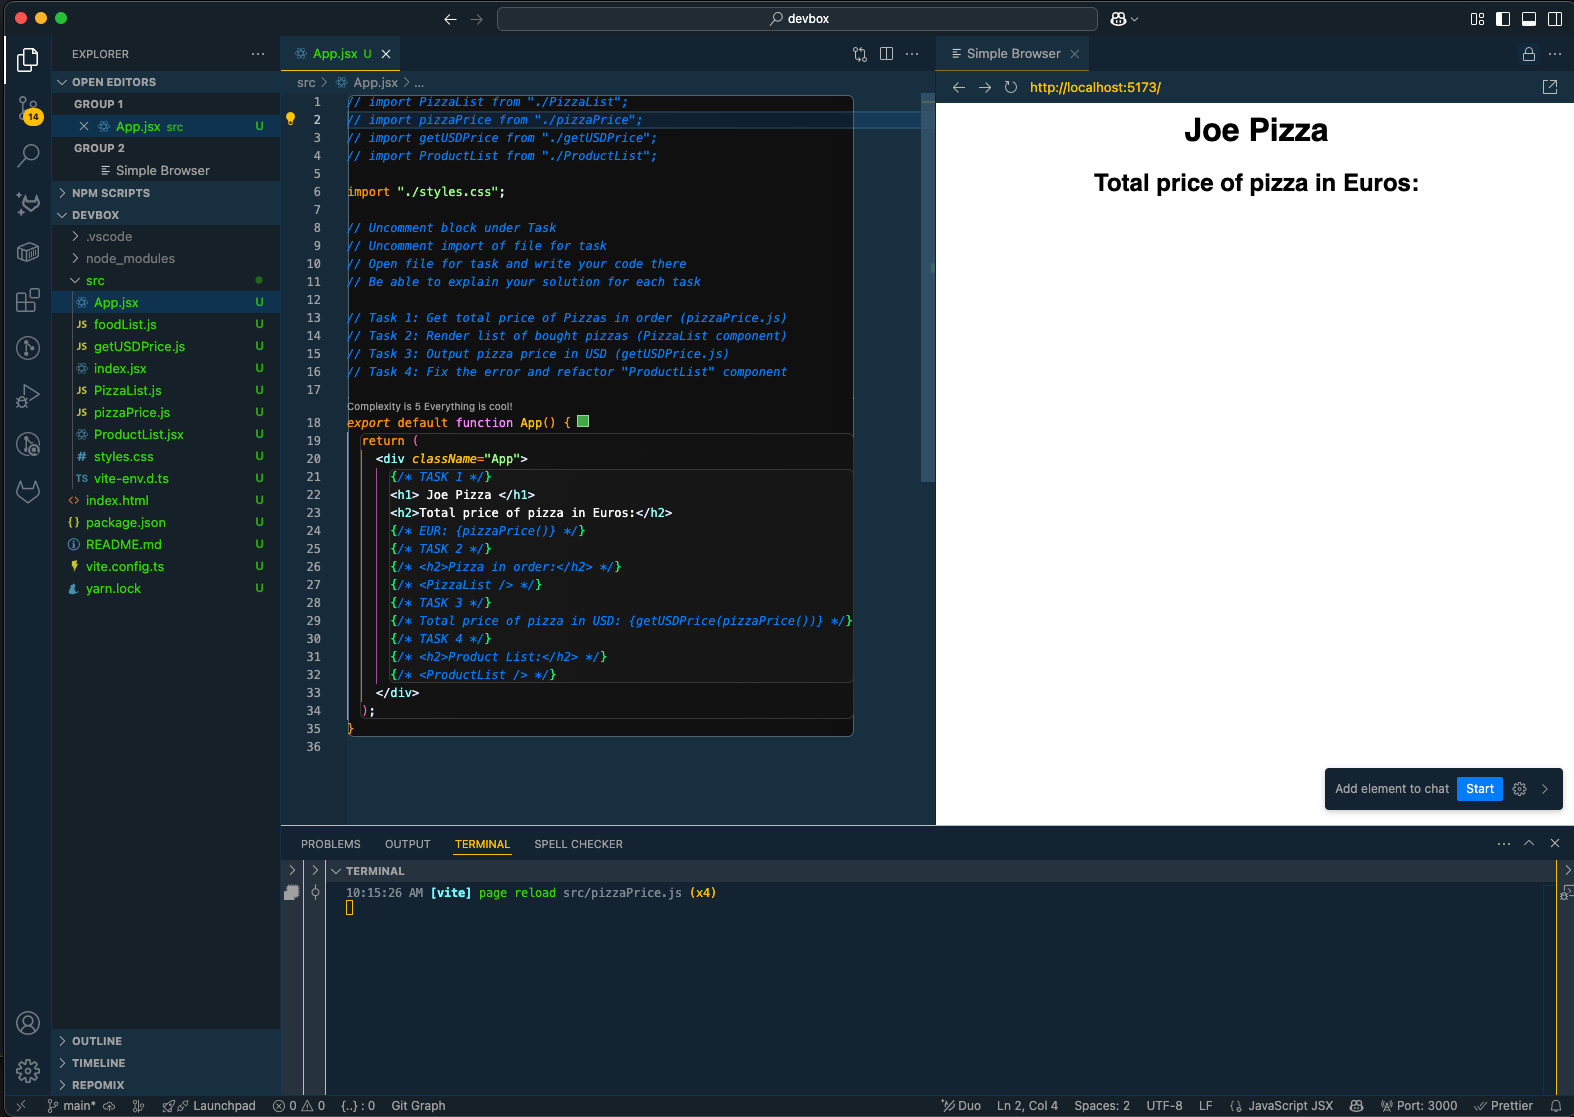 devbox
EXPLORER
OPEN EDITORS
GROUP 1
App.jsx src U
GROUP 2
Simple Browser
NPM SCRIPTS
DEVBOX
.vscode
node_modules
src
App.jsx U
JS foodList.js U
JS getUSDPrice.js U
index.jsx U
JS PizzaList.js U
JS pizzaPrice.js U
ProductList.jsx U
# styles.css U
TS vite-env.d.ts U
<> index.html U
{} package.json U
README.md U
vite.config.ts U
yarn.lock U
OUTLINE
TIMELINE
REPOMIX
14
App.jsx U
src > App.jsx > ...
1 // import PizzaList from "./PizzaList";
2 // import pizzaPrice from "./pizzaPrice";
3 // import getUSDPrice from "./getUSDPrice";
4 // import ProductList from "./ProductList";
5
6 import "./styles.css";
7
8 // Uncomment block under Task
9 // Uncomment import of file for task
10 // Open file for task and write your code there
11 // Be able to explain your solution for each task
12
13 // Task 1: Get total price of Pizzas in order (pizzaPrice.js)
14 // Task 2: Render list of bought pizzas (PizzaList component)
15 // Task 3: Output pizza price in USD (getUSDPrice.js)
16 // Task 4: Fix the error and refactor "ProductList" component
17
Complexity is 5 Everything is cool!
18 export default function App() {
19 return (
20 <div className="App">
21 {/* TASK 1 */}
22 <h1> Joe Pizza </h1>
23 <h2>Total price of pizza in Euros:</h2>
24 {/* EUR: {pizzaPrice()} */}
25 {/* TASK 2 */}
26 {/* <h2>Pizza in order:</h2> */}
27 {/* <PizzaList /> */}
28 {/* TASK 3 */}
29 {/* Total price of pizza in USD: {getUSDPrice(pizzaPrice())} */}
30 {/* TASK 4 */}
31 {/* <h2>Product List:</h2> */}
32 {/* <ProductList /> */}
33 </div>
34 );
35 }
36
Simple Browser
http://localhost:5173/
Joe Pizza
Total price of pizza in Euros:
Add element to chat Start
PROBLEMS OUTPUT TERMINAL SPELL CHECKER
TERMINAL
10:15:26 AM [vite] page reload src/pizzaPrice.js (x4)
main* Launchpad 0 0 {..} : 0 Git Graph Duo Ln 2, Col 4 Spaces: 2 UTF-8 LF {} JavaScript JSX Port: 3000 Prettier